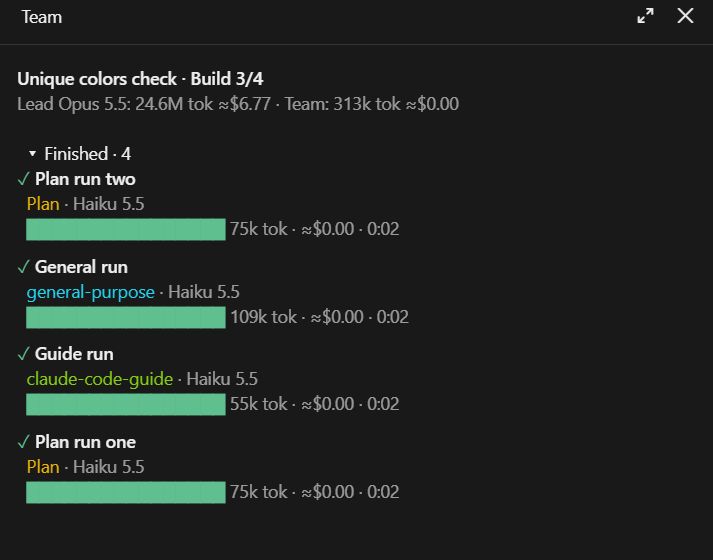 Team
Unique colors check · Build 3/4
Lead Opus 5.5: 24.6M tok ≈$6.77 · Team: 313k tok ≈$0.00
▾ Finished · 4
✓ Plan run two
Plan · Haiku 5.5
75k tok · ≈$0.00 · 0:02
✓ General run
general-purpose · Haiku 5.5
109k tok · ≈$0.00 · 0:02
✓ Guide run
claude-code-guide · Haiku 5.5
55k tok · ≈$0.00 · 0:02
✓ Plan run one
Plan · Haiku 5.5
75k tok · ≈$0.00 · 0:02